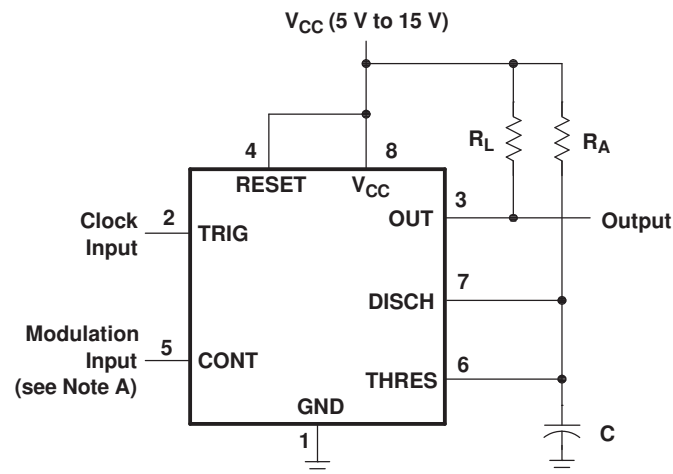 VCC (5 V to 15 V)
RL
RA
4
8
RESET
VCC
3
OUT
Output
Clock
Input
2
TRIG
7
DISCH
Modulation
Input
(see Note A)
5
CONT
6
THRES
GND
1
C